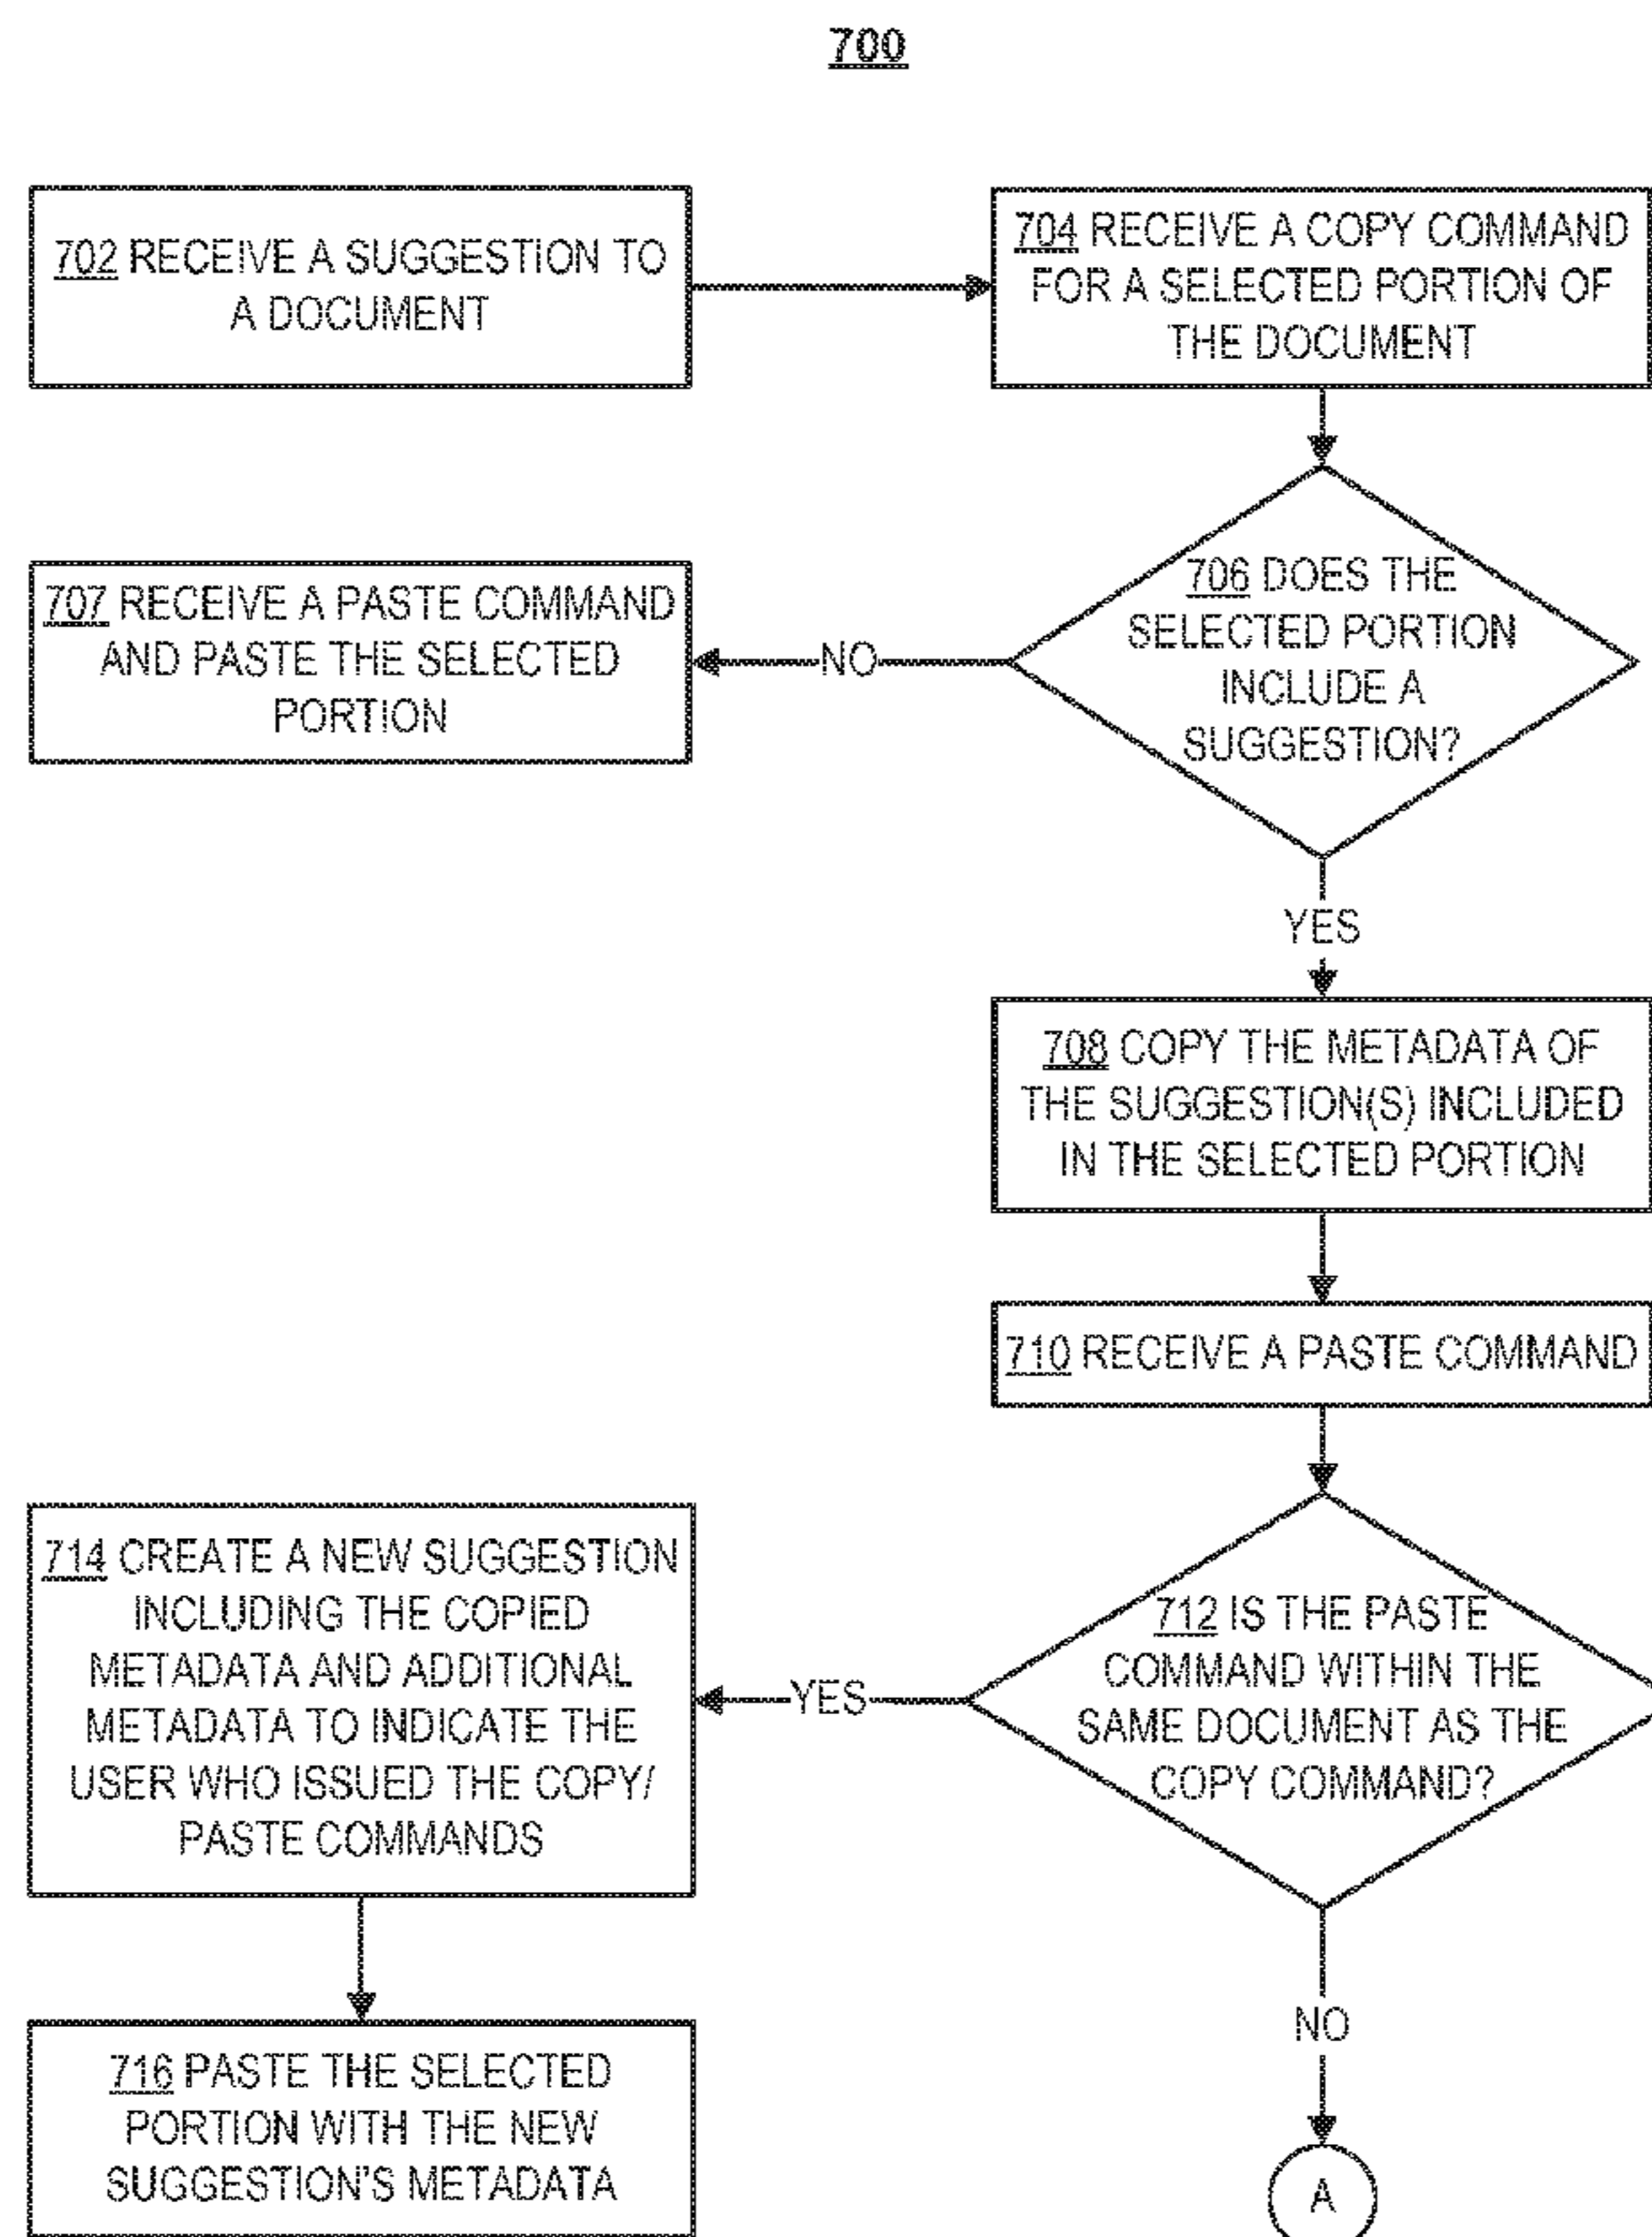 700
702 RECEIVE A SUGGESTION TO
A DOCUMENT
704 RECEIVE A COPY COMMAND
FOR A SELECTED PORTION OF
THE DOCUMENT
706 DOES THE
SELECTED PORTION
INCLUDE A
SUGGESTION?
NO
707 RECEIVE A PASTE COMMAND
AND PASTE THE SELECTED
PORTION
YES
708 COPY THE METADATA OF
THE SUGGESTION(S) INCLUDED
IN THE SELECTED PORTION
710 RECEIVE A PASTE COMMAND
712 IS THE PASTE
COMMAND WITHIN THE
SAME DOCUMENT AS THE
COPY COMMAND?
YES
714 CREATE A NEW SUGGESTION
INCLUDING THE COPIED
METADATA AND ADDITIONAL
METADATA TO INDICATE THE
USER WHO ISSUED THE COPY/
PASTE COMMANDS
716 PASTE THE SELECTED
PORTION WITH THE NEW
SUGGESTION'S METADATA
NO
A